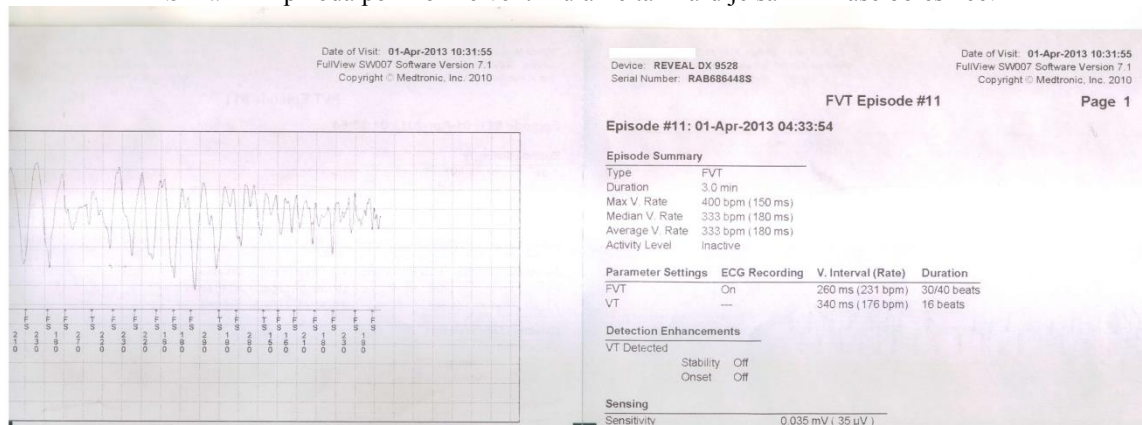 Date of Visit: 01-Apr-2013 10:31:55
FullView SW007 Software Version 7.1
Copyright © Medtronic, Inc. 2010
Device: REVEAL DX 9528
Serial Number: RAB686448S
Date of Visit: 01-Apr-2013 10:31:55
FullView SW007 Software Version 7.1
Copyright © Medtronic, Inc. 2010
FVT Episode #11 Page 1
Episode #11: 01-Apr-2013 04:33:54
Episode Summary
Type FVT
Duration 3.0 min
Max V. Rate 400 bpm (150 ms)
Median V. Rate 333 bpm (180 ms)
Average V. Rate 333 bpm (180 ms)
Activity Level Inactive
Parameter Settings ECG Recording V. Interval (Rate) Duration
FVT On 260 ms (231 bpm) 30/40 beats
VT --- 340 ms (176 bpm) 16 beats
Detection Enhancements
VT Detected
Stability Off
Onset Off
Sensing
Sensitivity 0.035 mV ( 35 µV )